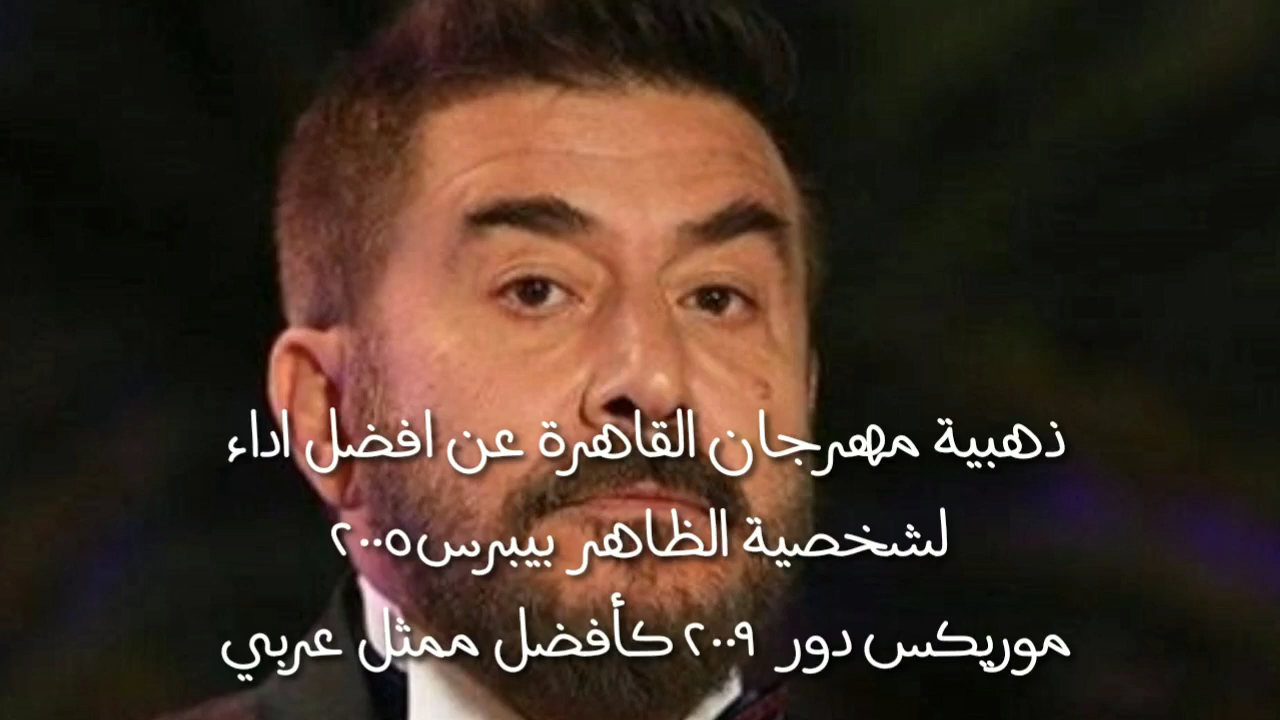 ذهبية مهرجان القاهرة عن افضل اداء
لشخصية الظاهر بيبرس٢٠٠٥
موريكس دور ٢٠٠٩ كأفضل ممثل عربي